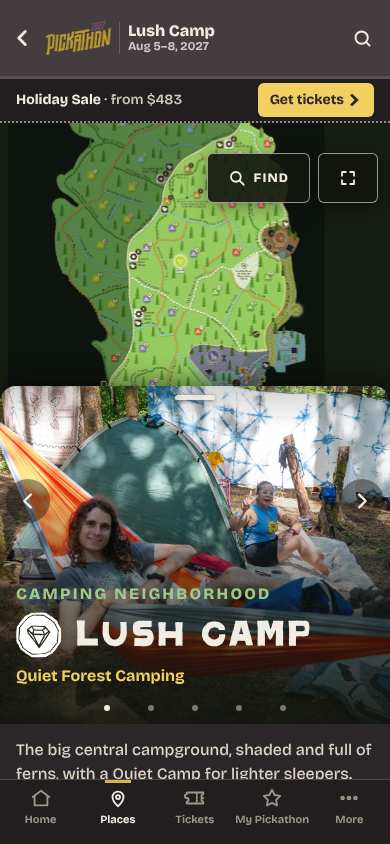 PICKATHON
Lush Camp
Aug 5–8, 2027
Holiday Sale · from $483
Get tickets
FIND
CAMPING NEIGHBORHOOD
LUSH CAMP
Quiet Forest Camping
The big central campground, shaded and full of
ferns, with a Quiet Camp for lighter sleepers.
Home
Places
Tickets
My Pickathon
More